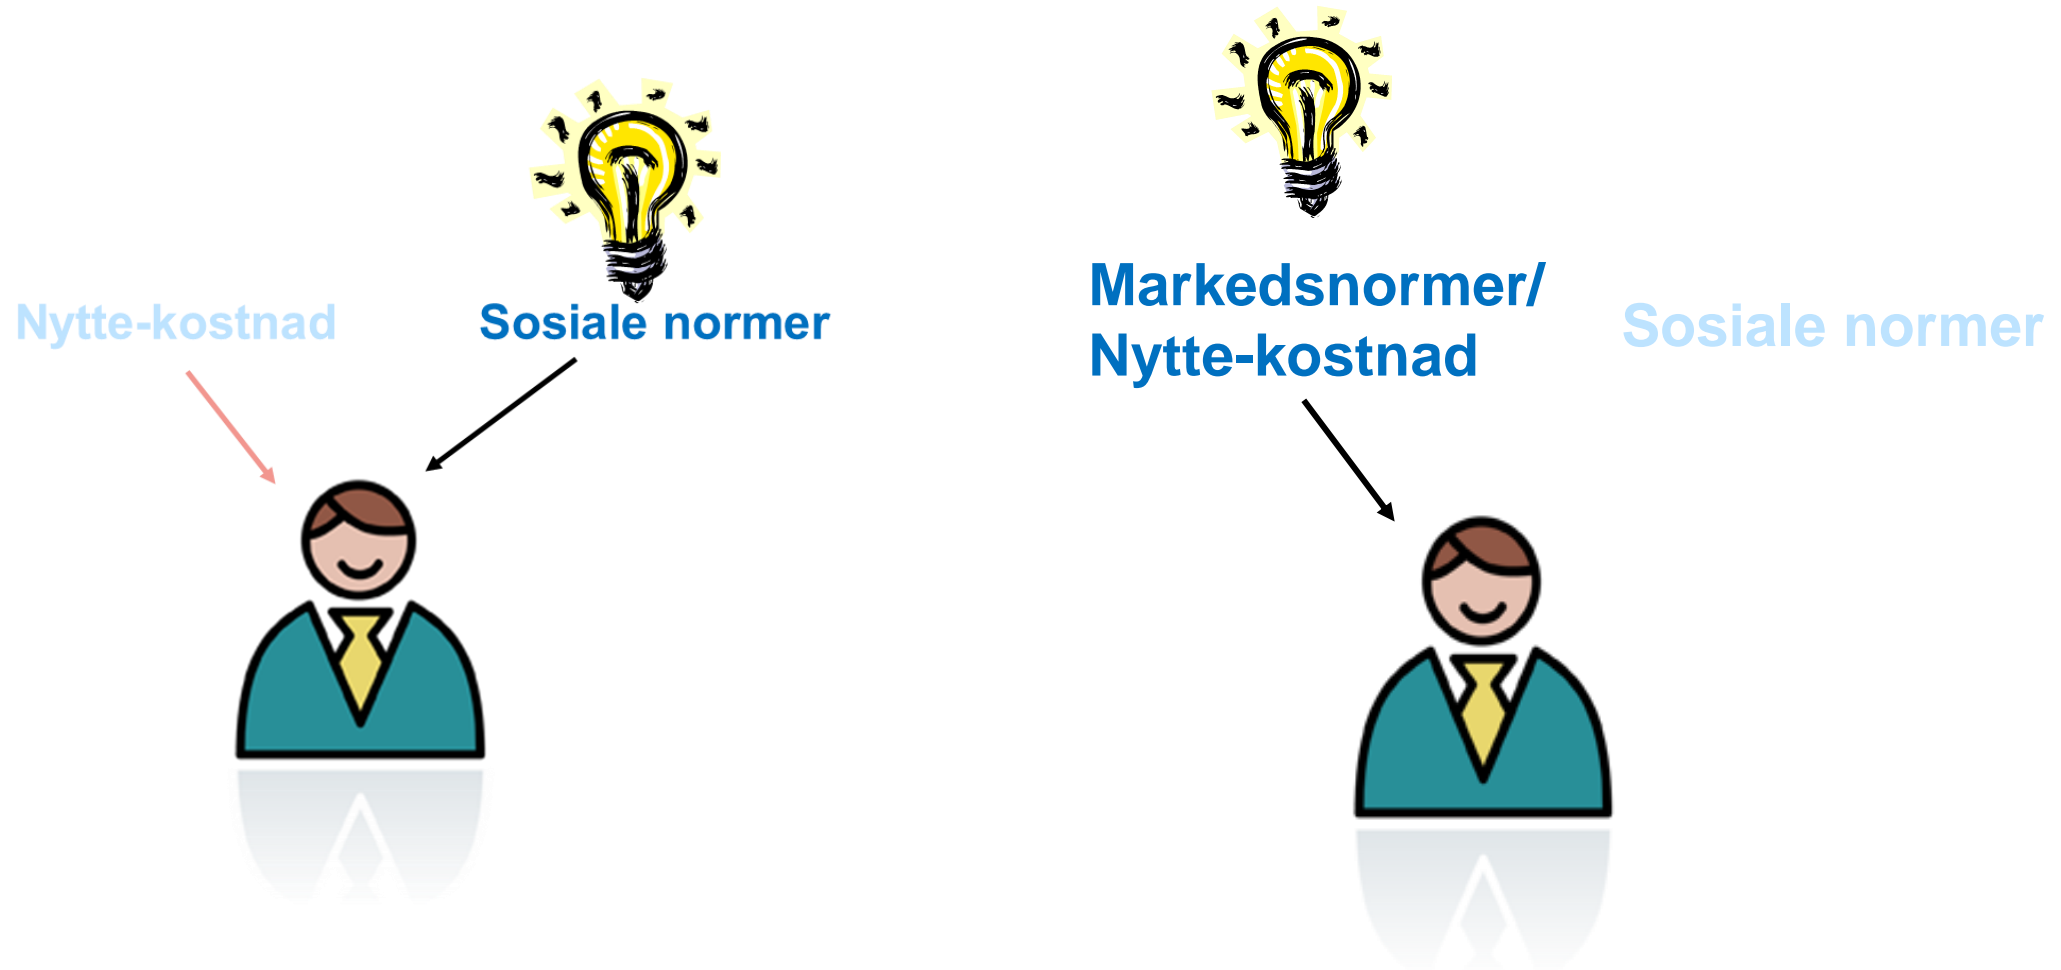 Nytte-kostnad
Sosiale normer
Markedsnormer/
Nytte-kostnad
Sosiale normer